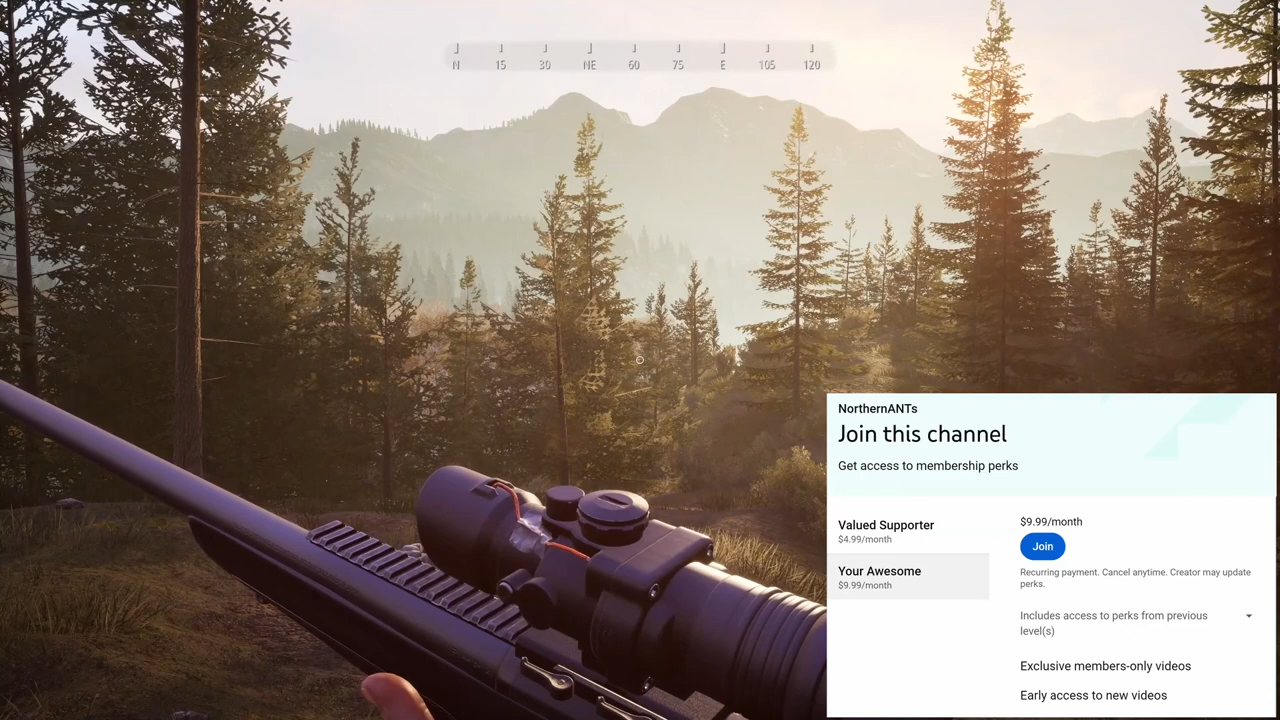 N 15 30 NE 60 75 E 105 120
NorthernANTs
Join this channel
Get access to membership perks
Valued Supporter
$4.99/month
Your Awesome
$9.99/month
$9.99/month
Join
Recurring payment. Cancel anytime. Creator may update
perks.
Includes access to perks from previous
level(s)
Exclusive members-only videos
Early access to new videos